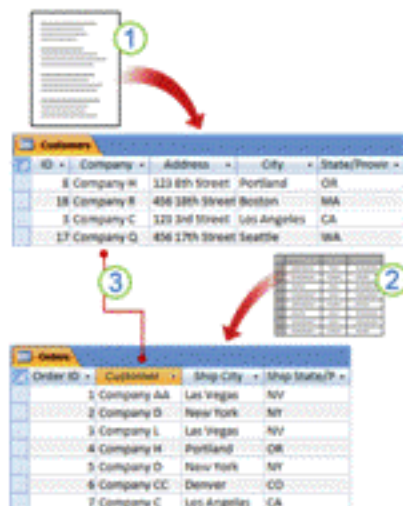 1
Customers
ID Company Address City State/Provin
8 Company H 123 8th Street Portland OR
18 Company R 456 18th Street Boston MA
3 Company C 123 3rd Street Los Angeles CA
17 Company Q 456 17th Street Seattle WA
3
2
Orders
Order ID Customer Ship City Ship State/P
1 Company AA Las Vegas NV
2 Company D New York NY
3 Company L Las Vegas NV
4 Company H Portland OR
5 Company D New York NY
6 Company CC Denver CO
7 Company C Los Angeles CA